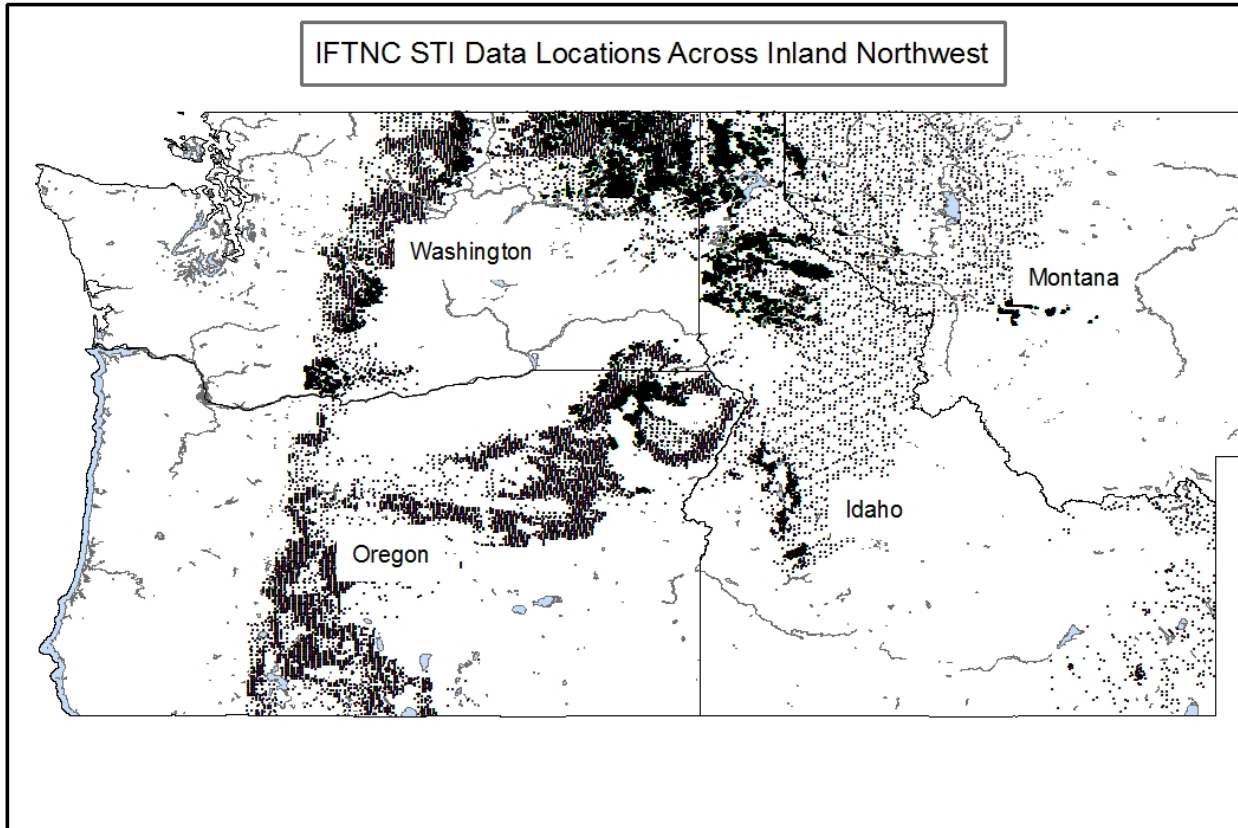 IFTNC STI Data Locations Across Inland Northwest
Washington
Montana
Idaho
Oregon